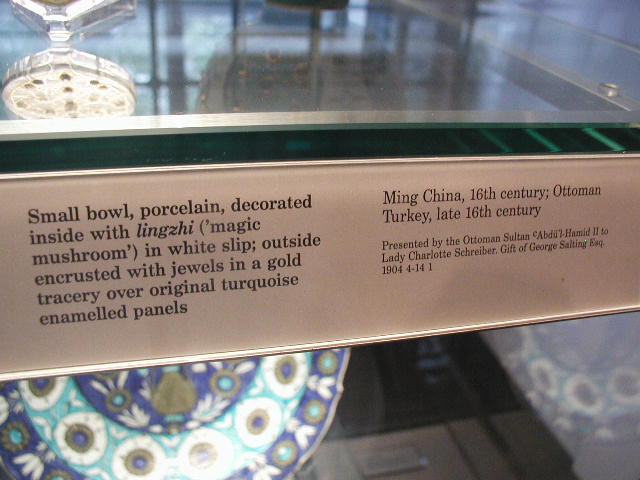 Small bowl, porcelain, decorated
inside with lingzhi ('magic
mushroom') in white slip; outside
encrusted with jewels in a gold
tracery over original turquoise
enamelled panels
Ming China, 16th century; Ottoman
Turkey, late 16th century
Presented by the Ottoman Sultan ᶜAbdü'l-Hamid II to
Lady Charlotte Schreiber. Gift of George Salting Esq.
1904 4-14 1